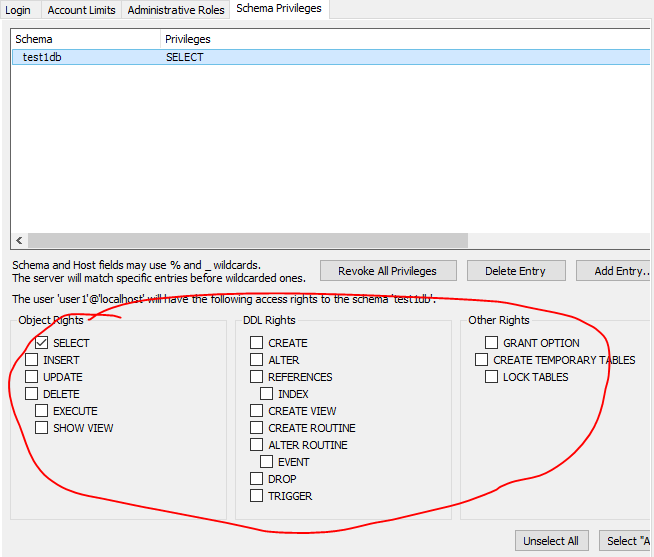 Login Account Limits Administrative Roles Schema Privileges
Schema Privileges
test1db SELECT
Schema and Host fields may use % and _ wildcards.
The server will match specific entries before wildcarded ones.
Revoke All Privileges Delete Entry Add Entry..
The user 'user1'@'localhost' will have the following access rights to the schema 'test1db':
Object Rights
SELECT
INSERT
UPDATE
DELETE
EXECUTE
SHOW VIEW
DDL Rights
CREATE
ALTER
REFERENCES
INDEX
CREATE VIEW
CREATE ROUTINE
ALTER ROUTINE
EVENT
DROP
TRIGGER
Other Rights
GRANT OPTION
CREATE TEMPORARY TABLES
LOCK TABLES
Unselect All Select "A